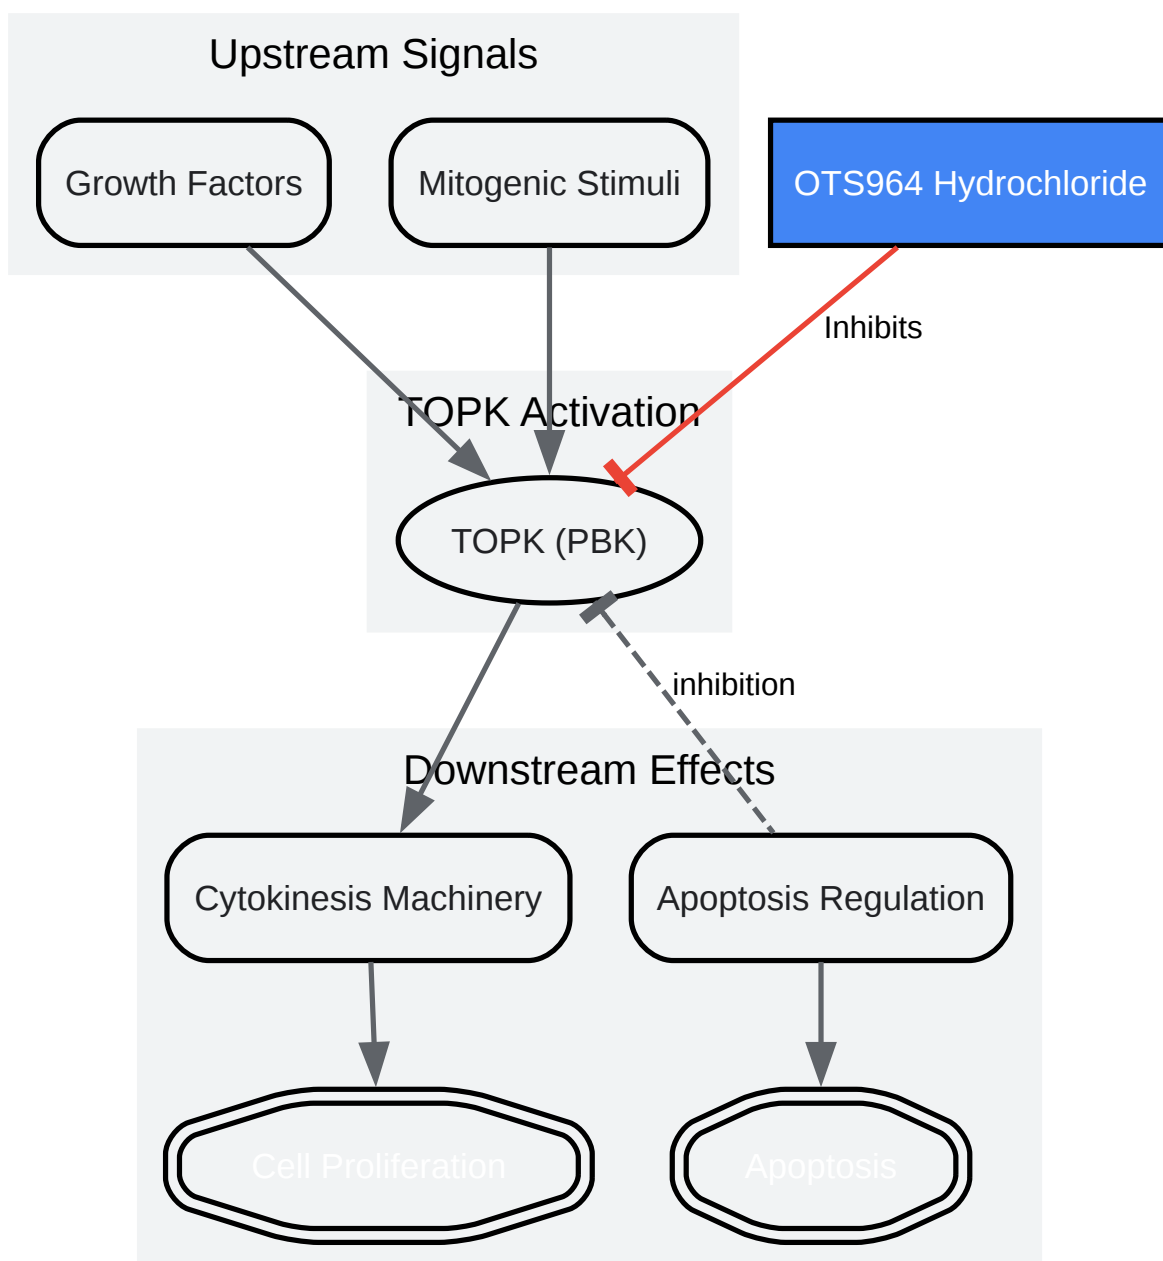 Upstream Signals
Growth Factors
Mitogenic Stimuli
OTS964 Hydrochloride
Inhibits
TOPK Activation
TOPK (PBK)
inhibition
Downstream Effects
Cytokinesis Machinery
Apoptosis Regulation
Cell Proliferation
Apoptosis